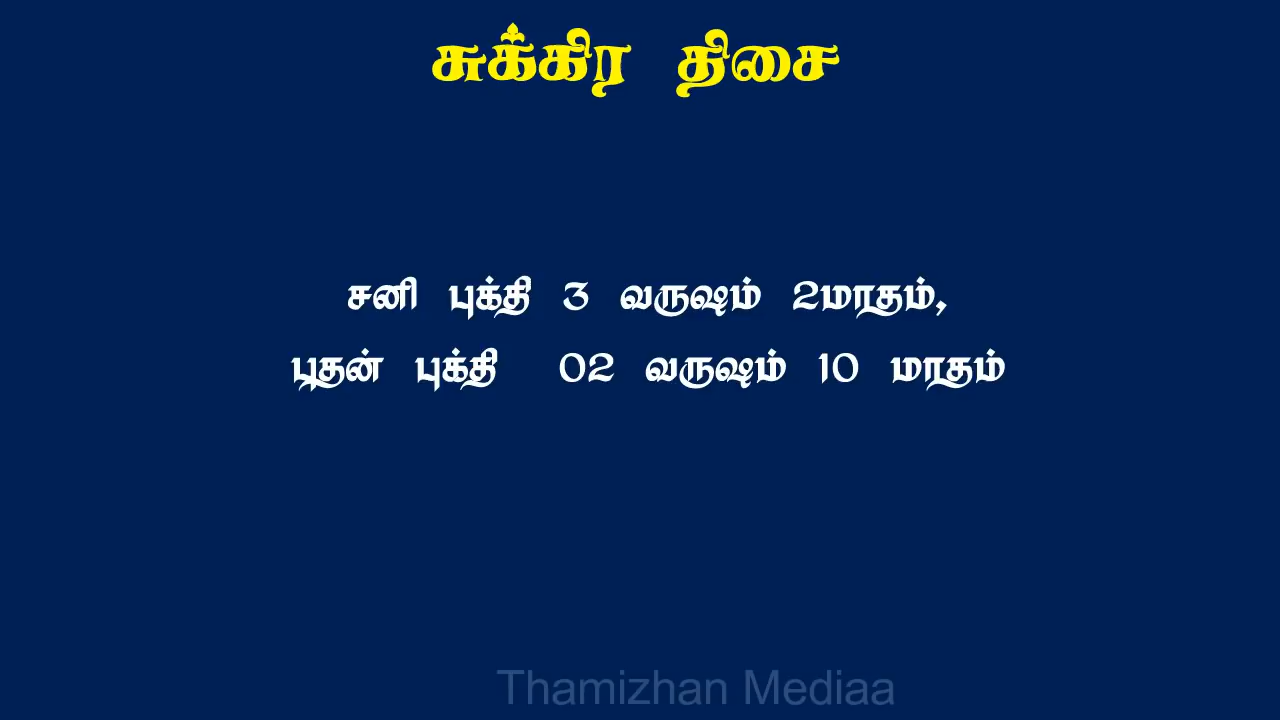 சுக்கிர திசை
சனி புக்தி 3 வருஷம் 2மாதம்,
புதன் புக்தி 02 வருஷம் 10 மாதம்
Thamizhan Mediaa